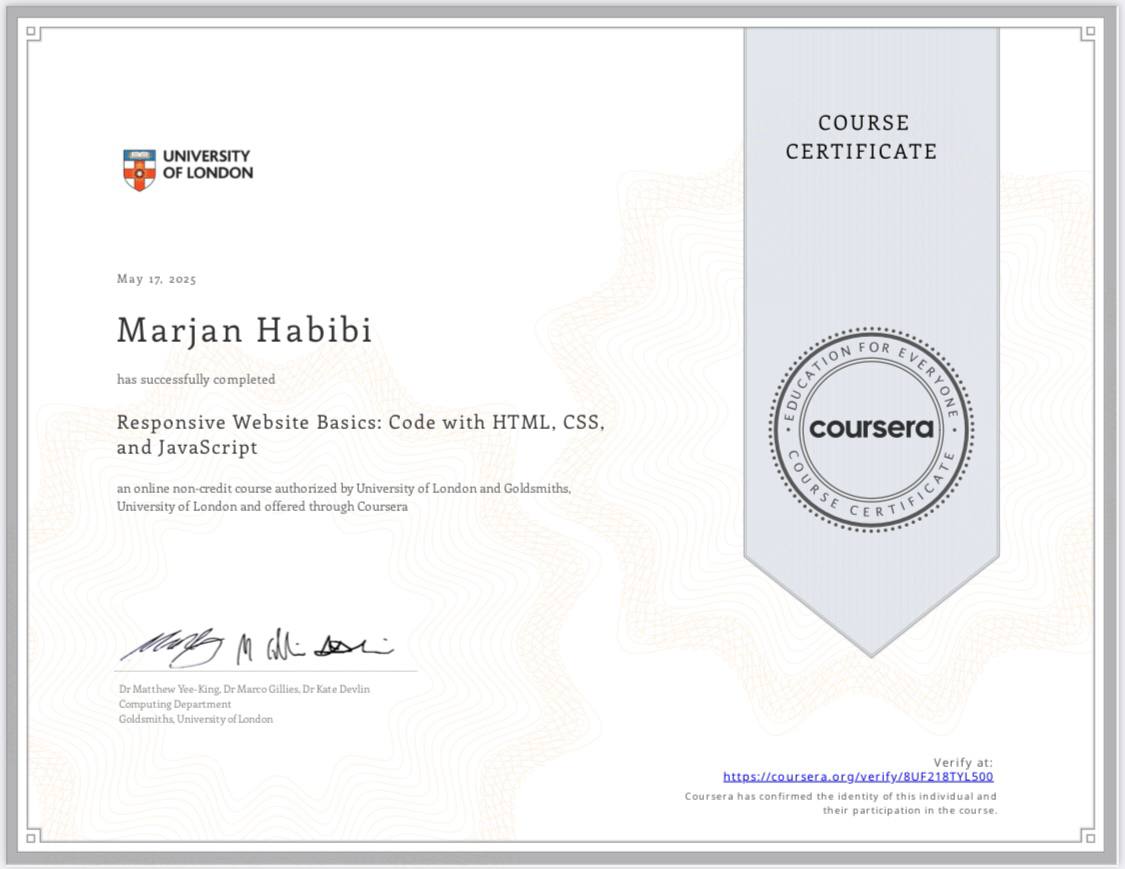 UNIVERSITY
OF LONDON
COURSE
CERTIFICATE
May 17, 2025
Marjan Habibi
has successfully completed
Responsive Website Basics: Code with HTML, CSS,
and JavaScript
an online non-credit course authorized by University of London and Goldsmiths,
University of London and offered through Coursera
EDUCATION FOR EVERYONE
coursera
COURSE CERTIFICATE
Dr Matthew Yee-King, Dr Marco Gillies, Dr Kate Devlin
Computing Department
Goldsmiths, University of London
Verify at:
https://coursera.org/verify/8UF218TYL500
Coursera has confirmed the identity of this individual and
their participation in the course.